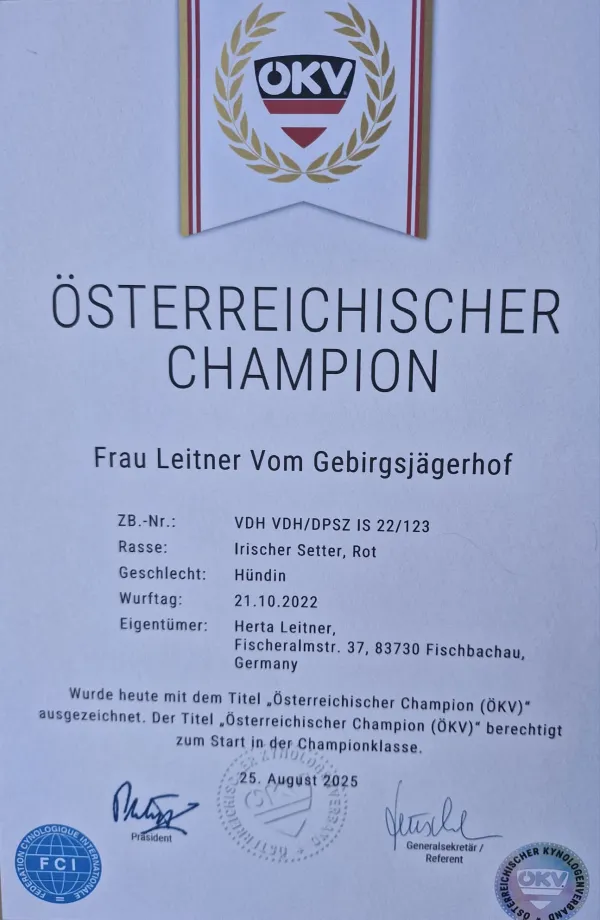 ÖKV
ÖSTERREICHISCHER
CHAMPION
Frau Leitner Vom Gebirgsjägerhof
ZB.-Nr.: VDH VDH/DPSZ IS 22/123
Rasse: Irischer Setter, Rot
Geschlecht: Hündin
Wurftag: 21.10.2022
Eigentümer: Herta Leitner,
Fischeralmstr. 37, 83730 Fischbachau,
Germany
Wurde heute mit dem Titel „Österreichischer Champion (ÖKV)“
ausgezeichnet. Der Titel „Österreichischer Champion (ÖKV)“ berechtigt
zum Start in der Championklasse.
ÖSTERREICHISCHER KYNOLOGENVERBAND
25. August 2025
Präsident
Generalsekretär /
Referent
FEDERATION CYNOLOGIQUE INTERNATIONALE
FCI
ÖSTERREICHISCHER KYNOLOGENVERBAND
ÖKV